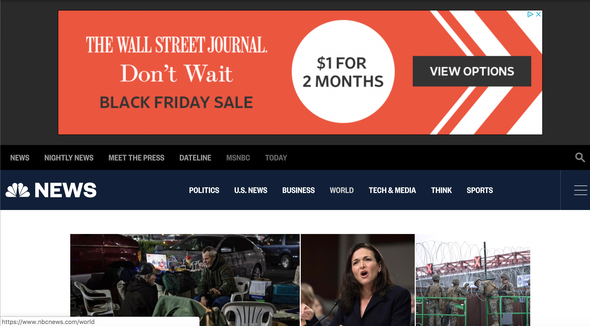 THE WALL STREET JOURNAL.
Don't Wait
BLACK FRIDAY SALE
$1 FOR
2 MONTHS
VIEW OPTIONS
NEWS NIGHTLY NEWS MEET THE PRESS DATELINE MSNBC TODAY
NEWS POLITICS U.S. NEWS BUSINESS WORLD TECH & MEDIA THINK SPORTS
https://www.nbcnews.com/world